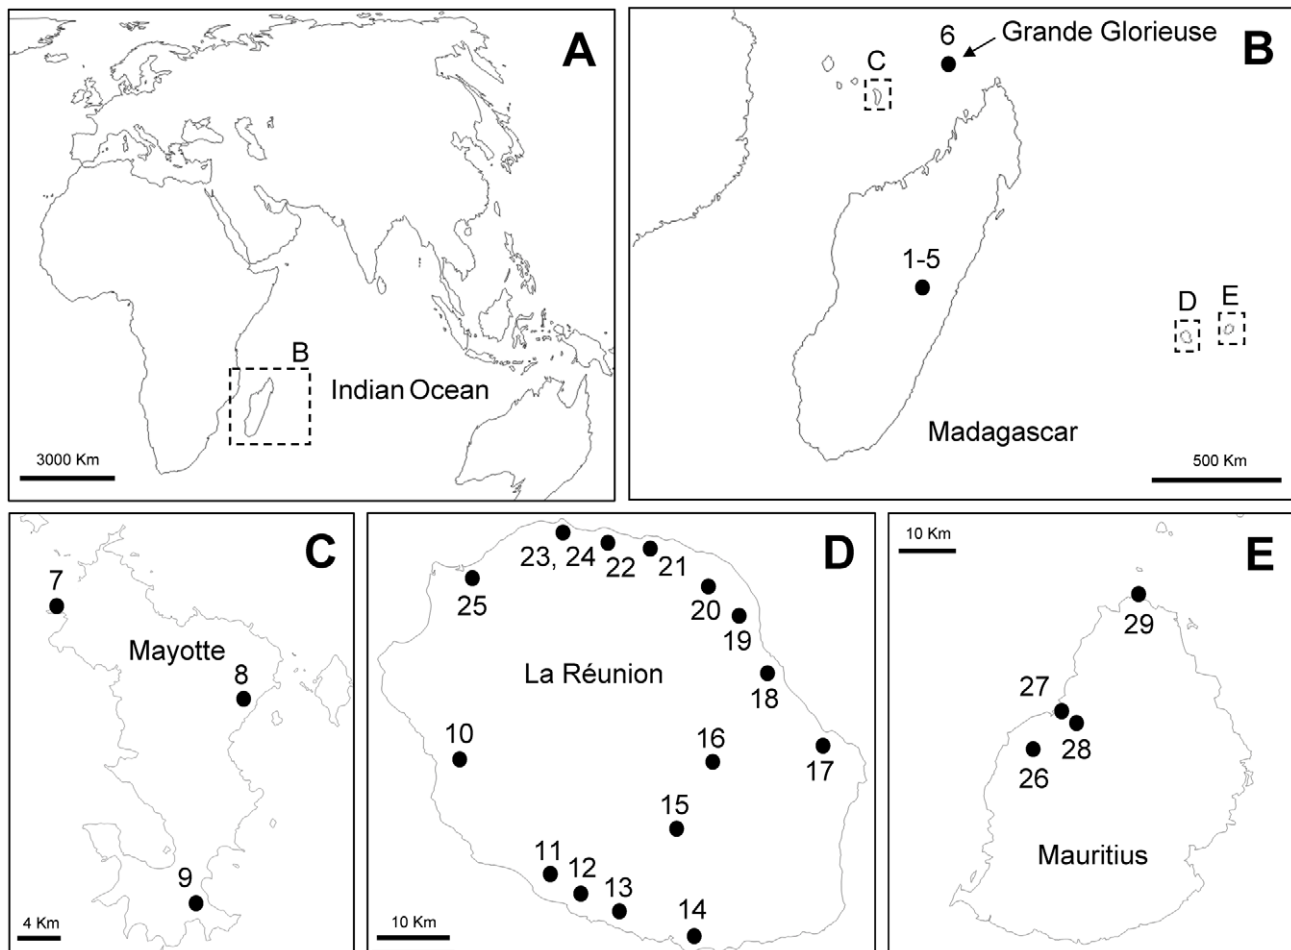 A
B
Indian Ocean
3000 Km
6
Grande Glorieuse
B
C
1-5
D
E
Madagascar
500 Km
C
7
Mayotte
8
9
4 Km
D
23, 24
22
21
25
20
19
La Réunion
18
10
16
17
15
11
12
13
14
10 Km
10 Km
E
29
27
28
26
Mauritius